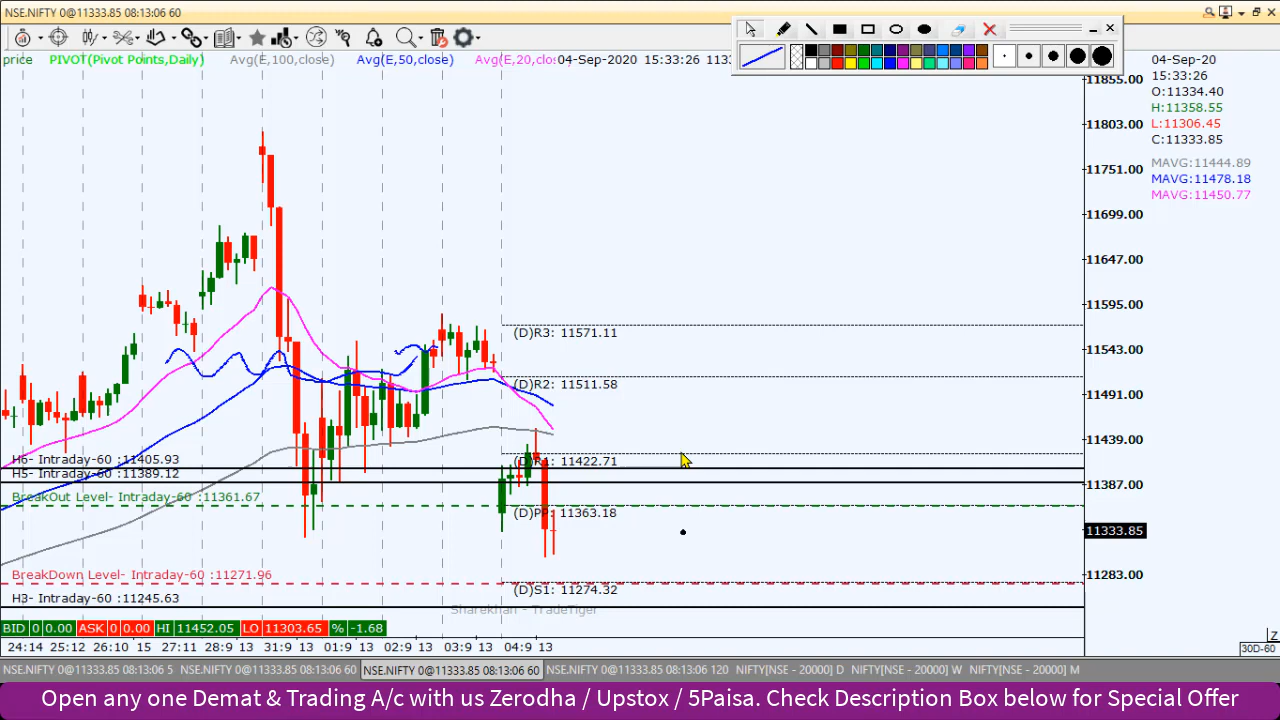 NSE.NIFTY 0@11333.85 08:13:06 60
price PIVOT(Pivot Points,Daily) Avg(E,100,close) Avg(E,50,close) Avg(E,20,clo: 04-Sep-2020 15:33:26
04-Sep-20
15:33:26
O:11334.40
H:11358.55
L:11306.45
C:11333.85
MAVG:11444.89
MAVG:11478.18
MAVG:11450.77
11855.00
11803.00
11751.00
11699.00
11647.00
11595.00
11543.00
11491.00
11439.00
11387.00
11333.85
11283.00
(D)R3: 11571.11
(D)R2: 11511.58
(D)R1: 11422.71
(D)PP: 11363.18
(D)S1: 11274.32
H6- Intraday-60 :11405.93
H5- Intraday-60 :11389.12
BreakOut Level- Intraday-60 :11361.67
BreakDown Level- Intraday-60 :11271.96
H3- Intraday-60 :11245.63
Sharekhan - TradeTiger
BID 0 0.00 ASK 0 0.00 HI 11452.05 LO 11303.65 % -1.68
24:14 25:12 26:10 15 27:11 28:9 13 31:9 13 01:9 13 02:9 13 03:9 13 04:9 13
Z
30D-60
NSE.NIFTY 0@11333.85 08:13:06 5 NSE.NIFTY 0@11333.85 08:13:06 60 NSE.NIFTY 0@11333.85 08:13:06 60 NSE.NIFTY 0@11333.85 08:13:06 120 NIFTY[NSE - 20000] D NIFTY[NSE - 20000] W NIFTY[NSE - 20000] M
Open any one Demat & Trading A/c with us Zerodha / Upstox / 5Paisa. Check Description Box below for Special Offer